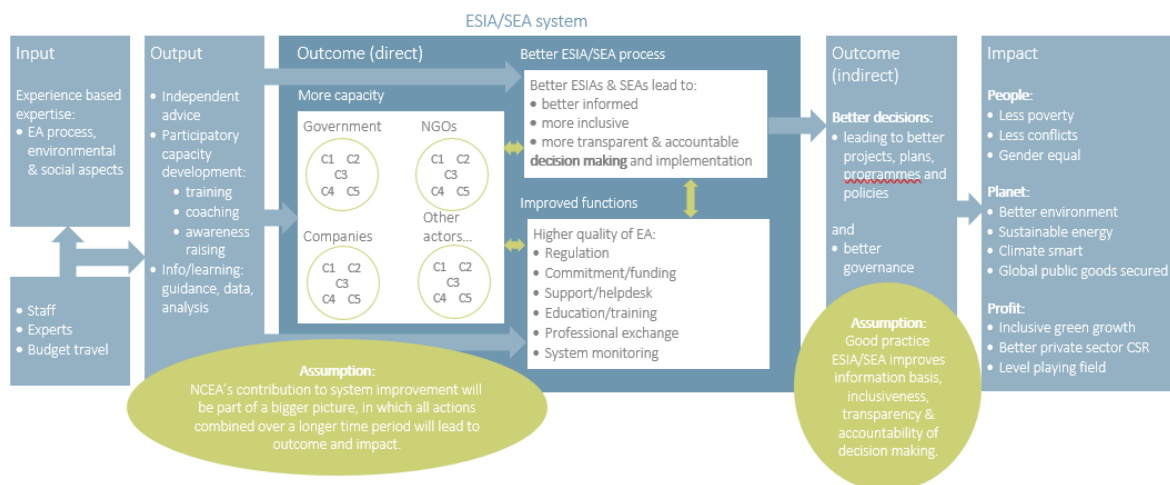 ESIA/SEA system
Input
Experience based
expertise:
• EA process,
environmental
& social aspects
• Staff
• Experts
• Budget travel
Output
• Independent
advice
• Participatory
capacity
development:
• training
• coaching
• awareness
raising
• Info/learning:
guidance, data,
analysis
Outcome (direct)
More capacity
Government
C1 C2
C3
C4 C5
NGOs
C1 C2
C3
C4 C5
Companies
C1 C2
C3
C4 C5
Other
actors...
C1 C2
C3
C4 C5
Better ESIA/SEA process
Better ESIAs & SEAs lead to:
• better informed
• more inclusive
• more transparent & accountable
decision making and implementation
Improved functions
Higher quality of EA:
• Regulation
• Commitment/funding
• Support/helpdesk
• Education/training
• Professional exchange
• System monitoring
Assumption:
NCEA´s contribution to system improvement will
be part of a bigger picture, in which all actions
combined over a longer time period will lead to
outcome and impact.
Outcome
(indirect)
Better decisions:
• leading to better
projects, plans,
programmes and
policies
and
• better
governance
Assumption:
Good practice
ESIA/SEA improves
information basis,
inclusiveness,
transparency &
accountability of
decision making.
Impact
People:
• Less poverty
• Less conflicts
• Gender equal
Planet:
• Better environment
• Sustainable energy
• Climate smart
• Global public goods secured
Profit:
• Inclusive green growth
• Better private sector CSR
• Level playing field